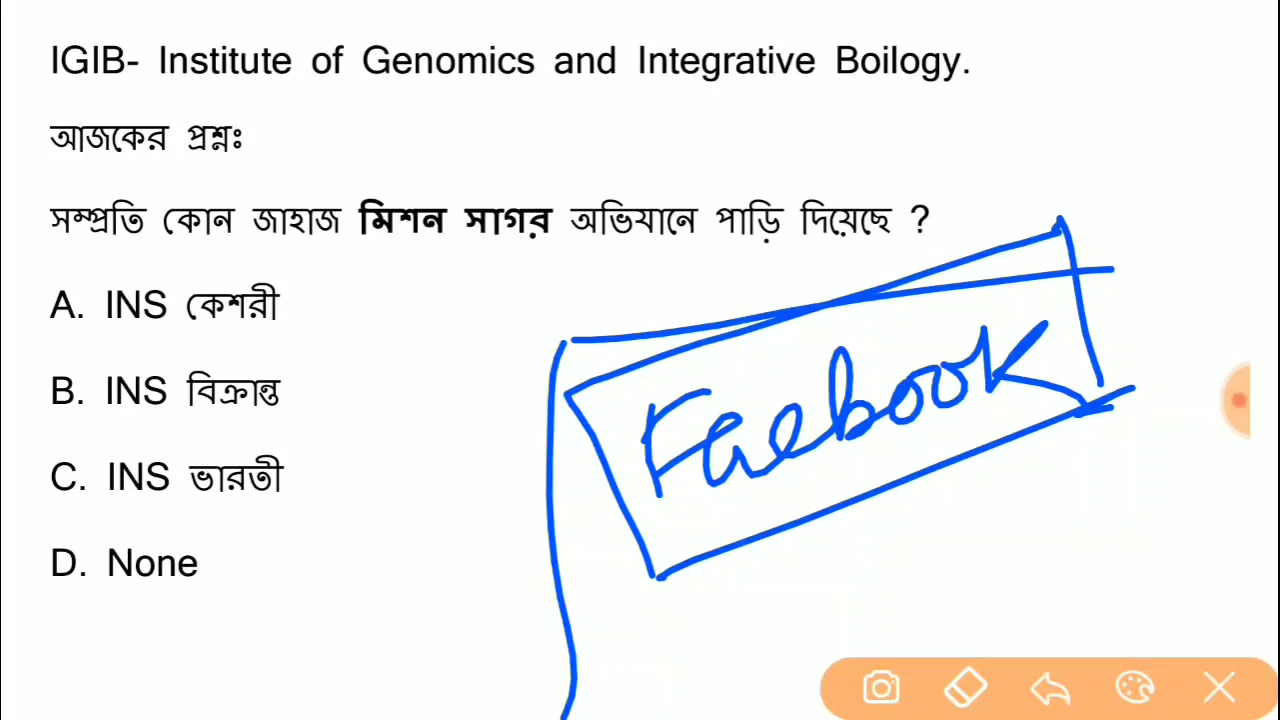 IGIB- Institute of Genomics and Integrative Boilogy.
আজকের প্রশ্নঃ
সম্প্রতি কোন জাহাজ মিশন সাগর অভিযানে পাড়ি দিয়েছে ?
A. INS কেশরী
B. INS বিক্রান্ত
C. INS ভারতী
D. None
Faebook